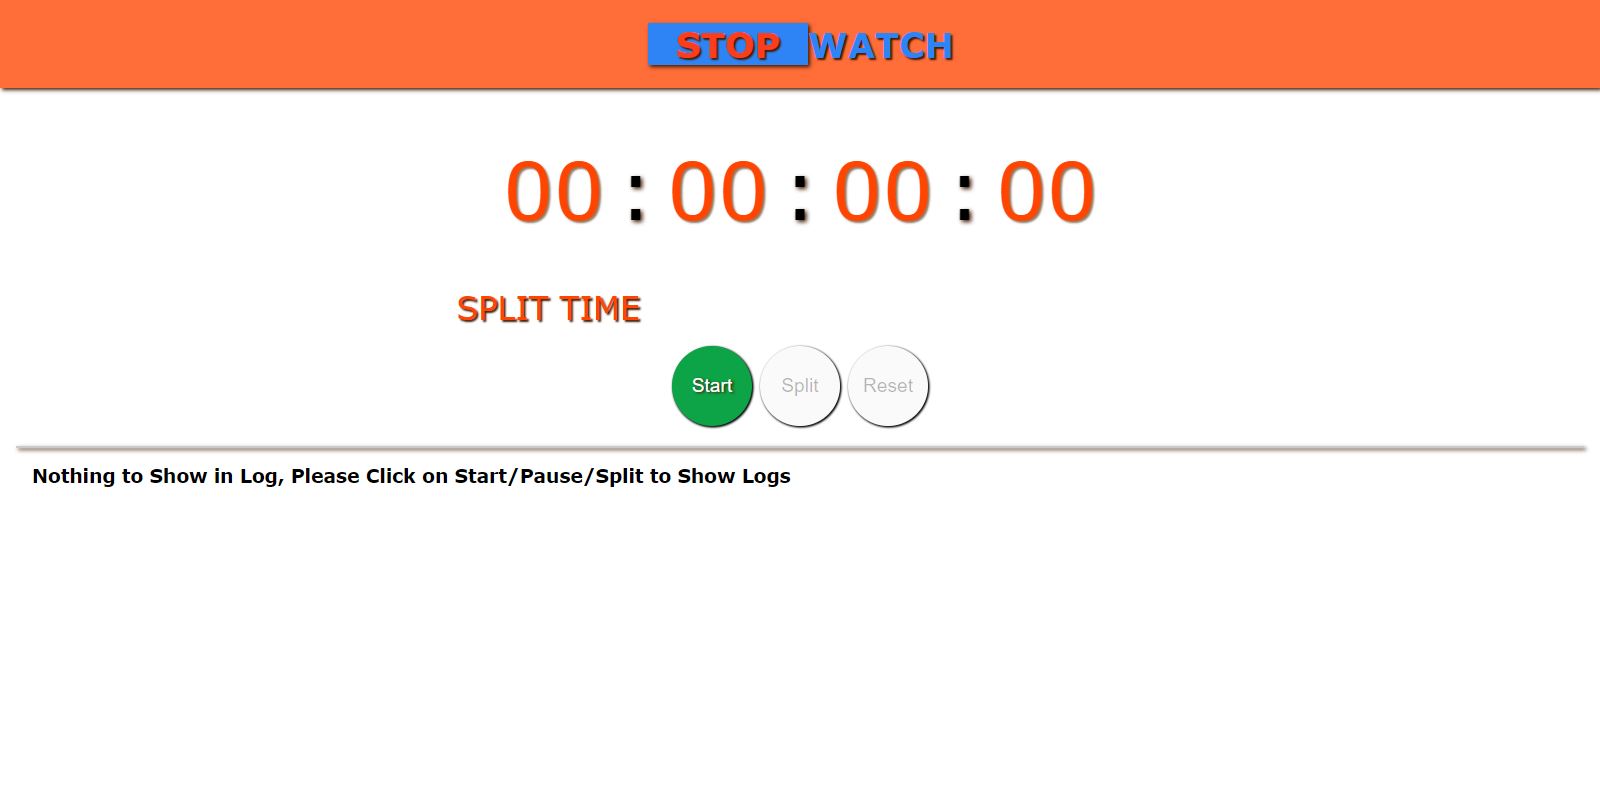 STOP WATCH
00 : 00 : 00 : 00
SPLIT TIME
Start Split Reset
Nothing to Show in Log, Please Click on Start/Pause/Split to Show Logs